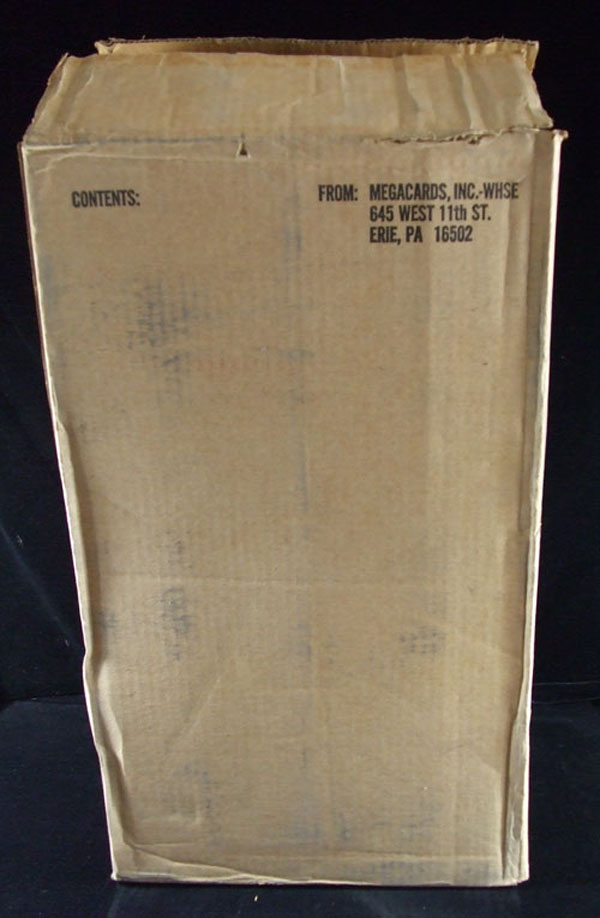 CONTENTS:
FROM: MEGACARDS, INC.-WHSE
645 WEST 11th ST.
ERIE, PA 16502